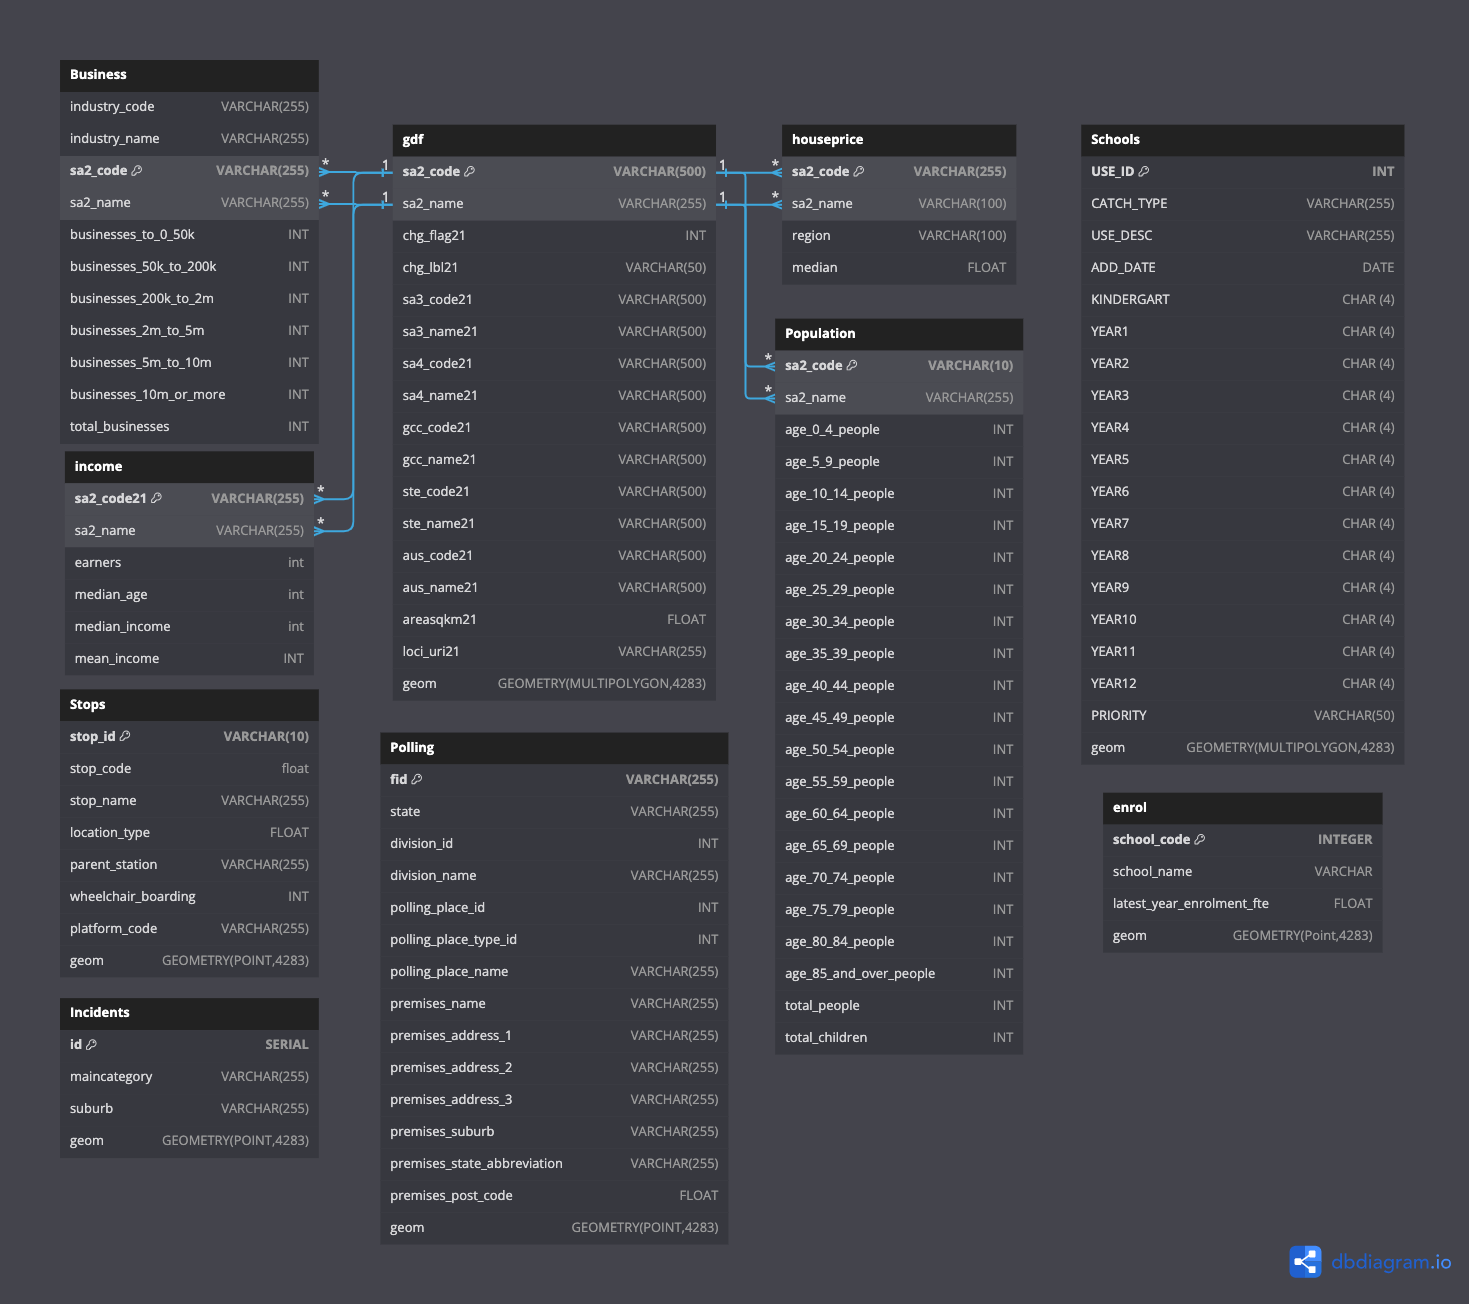 Business
industry_code VARCHAR(255)
industry_name VARCHAR(255)
sa2_code VARCHAR(255)
sa2_name VARCHAR(255)
businesses_to_0_50k INT
businesses_50k_to_200k INT
businesses_200k_to_2m INT
businesses_2m_to_5m INT
businesses_5m_to_10m INT
businesses_10m_or_more INT
total_businesses INT
* 1
* 1
income
sa2_code21 VARCHAR(255)
sa2_name VARCHAR(255)
earners int
median_age int
median_income int
mean_income INT
*
*
Stops
stop_id VARCHAR(10)
stop_code float
stop_name VARCHAR(255)
location_type FLOAT
parent_station VARCHAR(255)
wheelchair_boarding INT
platform_code VARCHAR(255)
geom GEOMETRY(POINT,4283)
Incidents
id SERIAL
maincategory VARCHAR(255)
suburb VARCHAR(255)
geom GEOMETRY(POINT,4283)
gdf
sa2_code VARCHAR(500)
sa2_name VARCHAR(255)
chg_flag21 INT
chg_lbl21 VARCHAR(50)
sa3_code21 VARCHAR(500)
sa3_name21 VARCHAR(500)
sa4_code21 VARCHAR(500)
sa4_name21 VARCHAR(500)
gcc_code21 VARCHAR(500)
gcc_name21 VARCHAR(500)
ste_code21 VARCHAR(500)
ste_name21 VARCHAR(500)
aus_code21 VARCHAR(500)
aus_name21 VARCHAR(500)
areasqkm21 FLOAT
loci_uri21 VARCHAR(255)
geom GEOMETRY(MULTIPOLYGON,4283)
1 *
1 *
Polling
fid VARCHAR(255)
state VARCHAR(255)
division_id INT
division_name VARCHAR(255)
polling_place_id INT
polling_place_type_id INT
polling_place_name VARCHAR(255)
premises_name VARCHAR(255)
premises_address_1 VARCHAR(255)
premises_address_2 VARCHAR(255)
premises_address_3 VARCHAR(255)
premises_suburb VARCHAR(255)
premises_state_abbreviation VARCHAR(255)
premises_post_code FLOAT
geom GEOMETRY(POINT,4283)
houseprice
sa2_code VARCHAR(255)
sa2_name VARCHAR(100)
region VARCHAR(100)
median FLOAT
*
*
Population
sa2_code VARCHAR(10)
sa2_name VARCHAR(255)
age_0_4_people INT
age_5_9_people INT
age_10_14_people INT
age_15_19_people INT
age_20_24_people INT
age_25_29_people INT
age_30_34_people INT
age_35_39_people INT
age_40_44_people INT
age_45_49_people INT
age_50_54_people INT
age_55_59_people INT
age_60_64_people INT
age_65_69_people INT
age_70_74_people INT
age_75_79_people INT
age_80_84_people INT
age_85_and_over_people INT
total_people INT
total_children INT
Schools
USE_ID INT
CATCH_TYPE VARCHAR(255)
USE_DESC VARCHAR(255)
ADD_DATE DATE
KINDERGART CHAR (4)
YEAR1 CHAR (4)
YEAR2 CHAR (4)
YEAR3 CHAR (4)
YEAR4 CHAR (4)
YEAR5 CHAR (4)
YEAR6 CHAR (4)
YEAR7 CHAR (4)
YEAR8 CHAR (4)
YEAR9 CHAR (4)
YEAR10 CHAR (4)
YEAR11 CHAR (4)
YEAR12 CHAR (4)
PRIORITY VARCHAR(50)
geom GEOMETRY(MULTIPOLYGON,4283)
enrol
school_code INTEGER
school_name VARCHAR
latest_year_enrolment_fte FLOAT
geom GEOMETRY(Point,4283)
dbdiagram.io